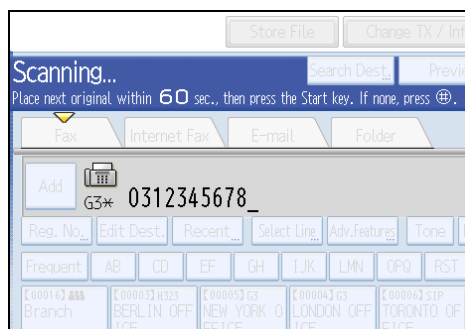 Store File Change TX / Inf
Scanning...
Search Dest. Previe
Place next original within 60 sec., then press the Start key. If none, press ⊕.
Fax Internet Fax E-mail Folder
Add G3* 0312345678_
Reg. No. Edit Dest. Recent Select Line Adv.Features Tone
Frequent AB CD EF GH IJK LMN OPQ RST
[00016] [00003]H323 [00005]G3 [00004]G3 [00006]SIP
Branch BERLIN OFF NEW YORK O LONDON OFF TORONTO OF
ICE FFICE ICE FICE